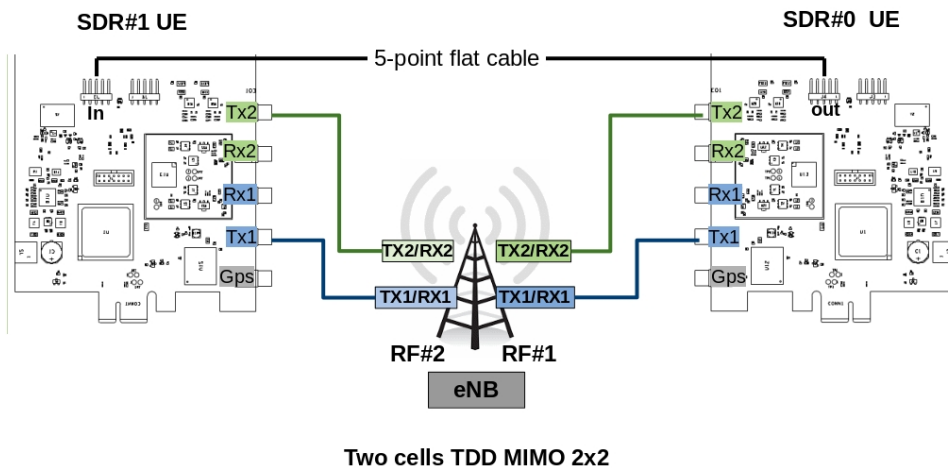 SDR#1 UE
SDR#0 UE
5-point flat cable
In
out
Tx2
Rx2
Rx1
Tx1
Gps
Tx2
Rx2
Rx1
Tx1
Gps
TX2/RX2
TX2/RX2
TX1/RX1
TX1/RX1
RF#2
RF#1
eNB
Two cells TDD MIMO 2x2